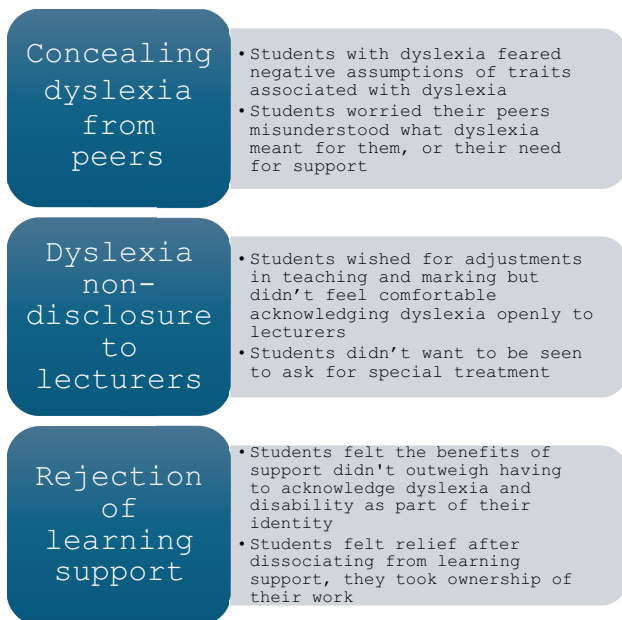 Concealing
dyslexia
from
peers
• Students with dyslexia feared
negative assumptions of traits
associated with dyslexia
• Students worried their peers
misunderstood what dyslexia
meant for them, or their need
for support
Dyslexia
non-
disclosure
to
lecturers
• Students wished for adjustments
in teaching and marking but
didn’t feel comfortable
acknowledging dyslexia openly to
lecturers
• Students didn’t want to be seen
to ask for special treatment
Rejection
of
learning
support
• Students felt the benefits of
support didn't outweigh having
to acknowledge dyslexia and
disability as part of their
identity
• Students felt relief after
dissociating from learning
support, they took ownership of
their work